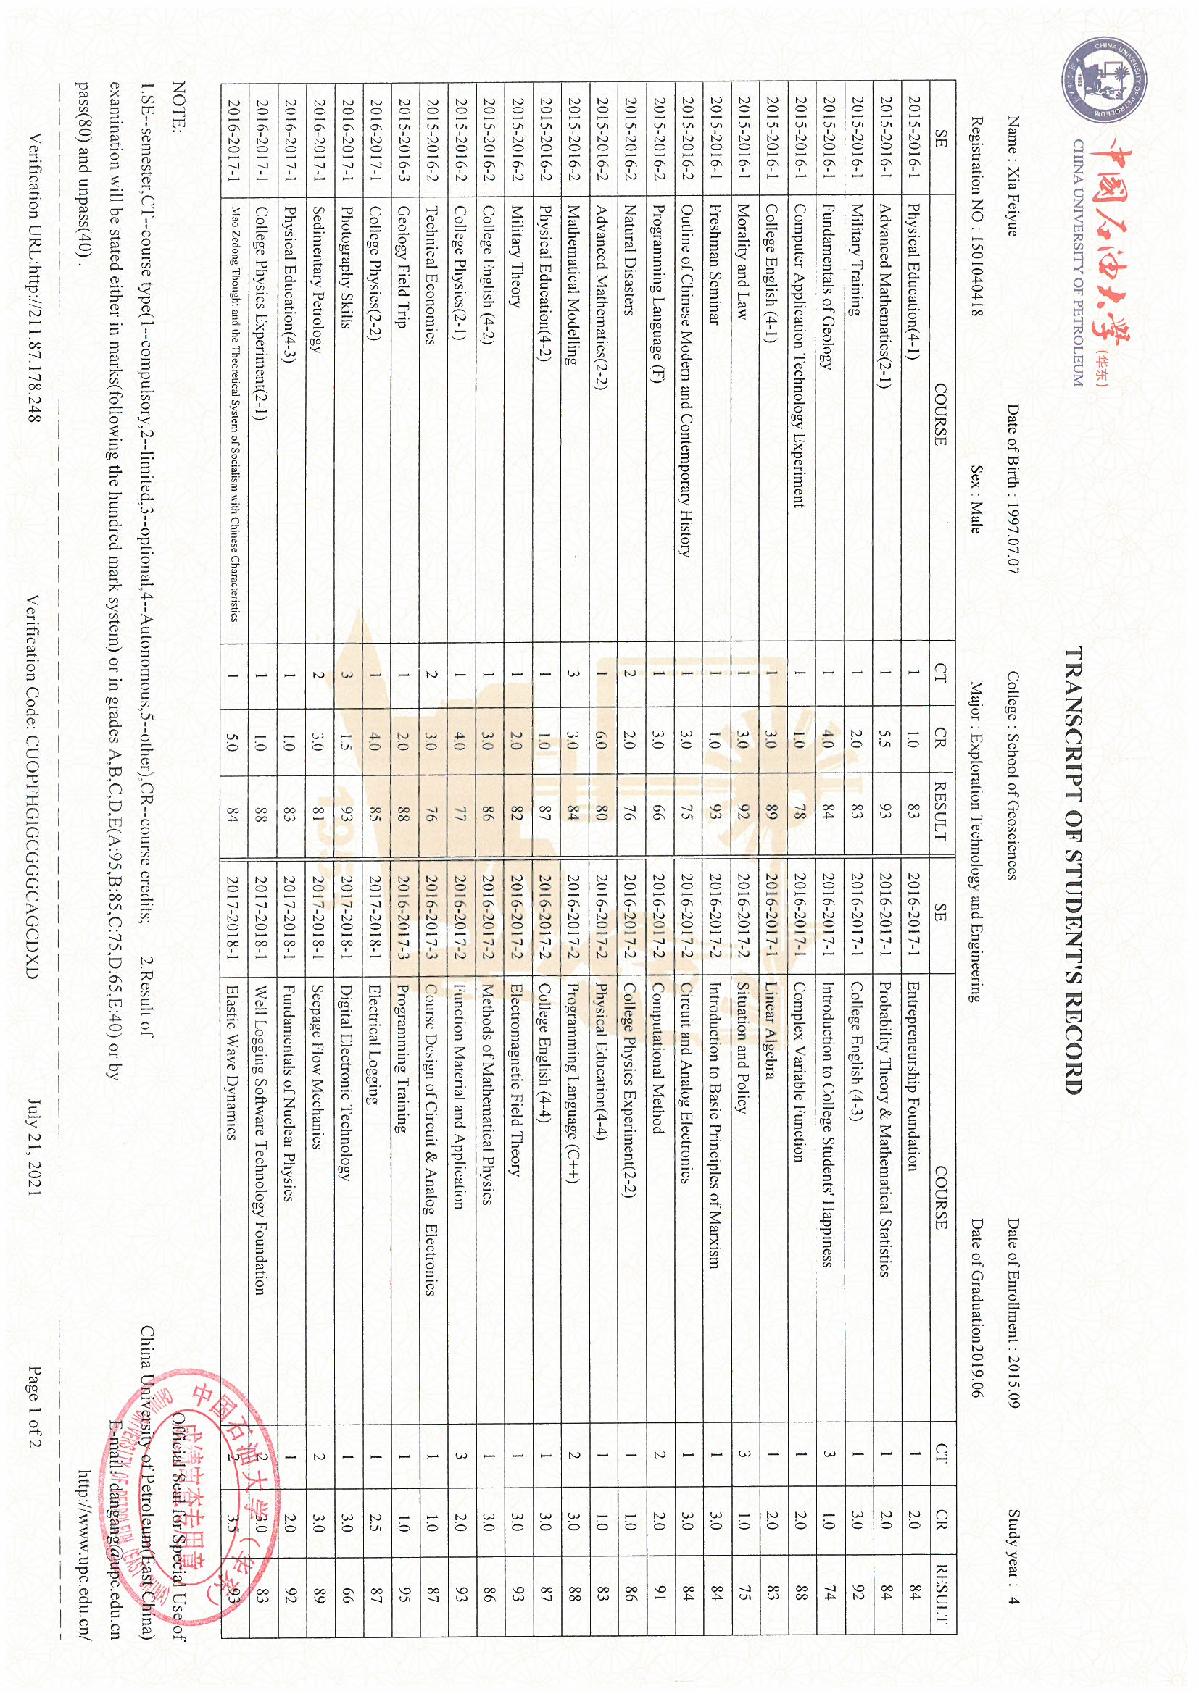 中国石油大学(华东)
CHINA UNIVERSITY OF PETROLEUM
TRANSCRIPT OF STUDENT'S RECORD
Name : Xia Feiyue Date of Birth : 1997.07.07 College : School of Geosciences Date of Enrollment : 2015.09 Study year : 4
Registration NO : 1501040418 Sex : Male Major : Exploration Technology and Engineering Date of Graduation2019.06
SE COURSE CT CR RESULT SE COURSE CT CR RESULT
2015-2016-1 Physical Education(4-1) 1 1.0 83 2016-2017-1 Entrepreneurship Foundation 1 2.0 84
2015-2016-1 Advanced Mathematics(2-1) 1 5.5 93 2016-2017-1 Probability Theory & Mathematical Statistics 1 2.0 84
2015-2016-1 Military Training 1 2.0 83 2016-2017-1 College English (4-3) 1 3.0 92
2015-2016-1 Fundamentals of Geology 1 4.0 84 2016-2017-1 Introduction to College Students' Happiness 3 1.0 74
2015-2016-1 Computer Application Technology Experiment 1 1.0 78 2016-2017-1 Complex Variable Function 1 2.0 88
2015-2016-1 College English (4-1) 1 3.0 89 2016-2017-1 Linear Algebra 1 2.0 83
2015-2016-1 Morality and Law 1 3.0 92 2016-2017-2 Situation and Policy 3 1.0 75
2015-2016-1 Freshman Seminar 1 1.0 93 2016-2017-2 Introduction to Basic Principles of Marxism 1 3.0 84
2015-2016-2 Outline of Chinese Modern and Contemporary History 1 3.0 75 2016-2017-2 Circuit and Analog Electronics 1 3.0 84
2015-2016-2 Programming Language (F) 1 3.0 66 2016-2017-2 Computational Method 2 2.0 91
2015-2016-2 Natural Disasters 2 2.0 76 2016-2017-2 College Physics Experiment(2-2) 1 1.0 86
2015-2016-2 Advanced Mathematics(2-2) 1 6.0 80 2016-2017-2 Physical Education(4-4) 1 1.0 83
2015-2016-2 Mathematical Modelling 3 3.0 84 2016-2017-2 Programming Language (C++) 2 3.0 88
2015-2016-2 Physical Education(4-2) 1 1.0 87 2016-2017-2 College English (4-4) 1 3.0 87
2015-2016-2 Military Theory 1 2.0 82 2016-2017-2 Electromagnetic Field Theory 1 3.0 93
2015-2016-2 College English (4-2) 1 3.0 86 2016-2017-2 Methods of Mathematical Physics 1 3.0 86
2015-2016-2 College Physics(2-1) 1 4.0 77 2016-2017-2 Function Material and Application 3 2.0 93
2015-2016-2 Technical Economics 2 3.0 76 2016-2017-3 Course Design of Circuit & Analog Electronics 1 1.0 87
2015-2016-3 Geology Field Trip 1 2.0 88 2016-2017-3 Programming Training 1 1.0 95
2016-2017-1 College Physics(2-2) 1 4.0 85 2017-2018-1 Electrical Logging 1 2.5 87
2016-2017-1 Photography Skills 3 1.5 93 2017-2018-1 Digital Electronic Technology 1 3.0 66
2016-2017-1 Sedimentary Petrology 2 3.0 81 2017-2018-1 Seepage Flow Mechanics 2 3.0 89
2016-2017-1 Physical Education(4-3) 1 1.0 83 2017-2018-1 Fundamentals of Nuclear Physics 1 2.0 92
2016-2017-1 College Physics Experiment(2-1) 1 1.0 88 2017-2018-1 Well Logging Software Technology Foundation 2 3.0 83
2016-2017-1 Mao Zedong Thought and the Theoretical System of Socialism with Chinese Characteristics 1 5.0 84 2017-2018-1 Elastic Wave Dynamics 2 3.5 93
NOTE: Official Seal for Special Use of
1.SE--semester,CT--course type(1--compulsory,2--limited,3--optional,4--Autonomous,5--other),CR--course credits; 2.Result of China University of Petroleum(East China)
examination will be stated either in marks(following the hundred mark system) or in grades A,B,C,D,E(A:95,B:85,C:75,D:65,E:40) or by E-mail:dangang@upc.edu.cn
pass(80) and unpass(40) . http://www.upc.edu.cn/
中国石油大学(华东)
Verification URL:http://211.87.178.248 Verification Code: July 21, 2021 Page 1 of 2